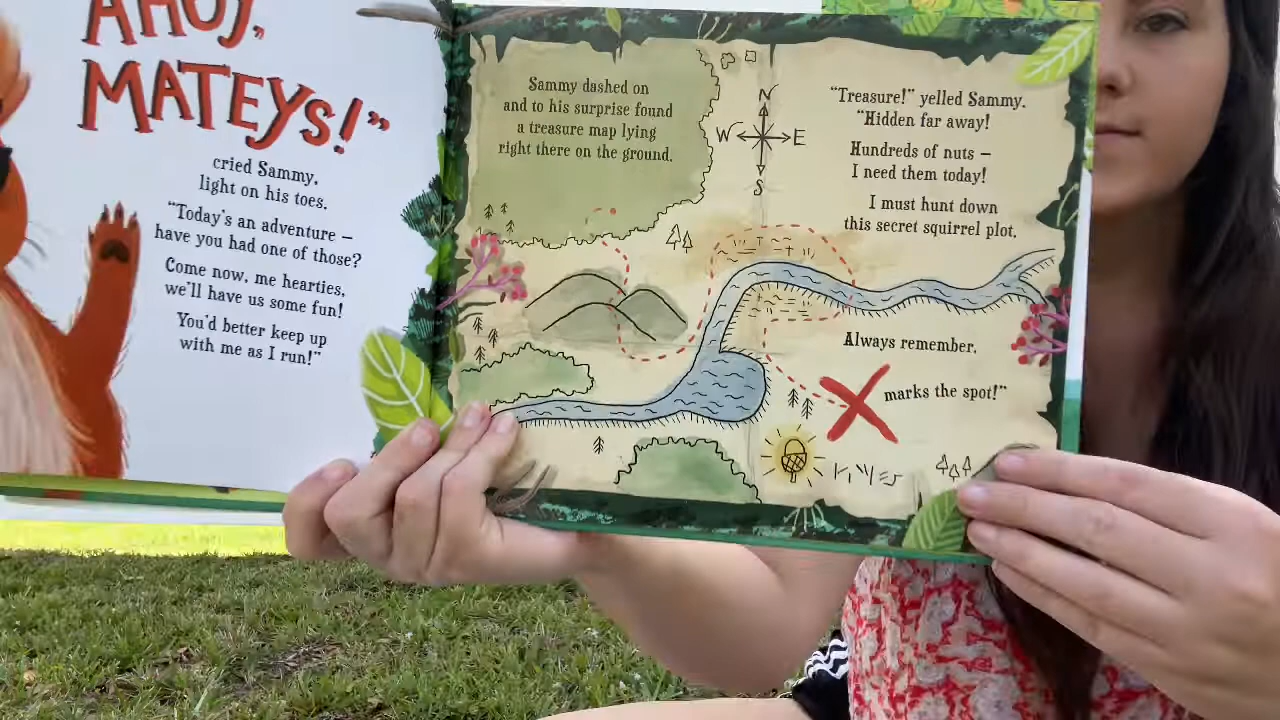 AHOY,
MATEYS!”
cried Sammy,
light on his toes.
“Today’s an adventure –
have you had one of those?
Come now, me hearties,
we’ll have us some fun!
You’d better keep up
with me as I run!”
Sammy dashed on
and to his surprise found
a treasure map lying
right there on the ground.
N
W E
S
“Treasure!” yelled Sammy.
“Hidden far away!
Hundreds of nuts –
I need them today!
I must hunt down
this secret squirrel plot.
Always remember,
X marks the spot!”